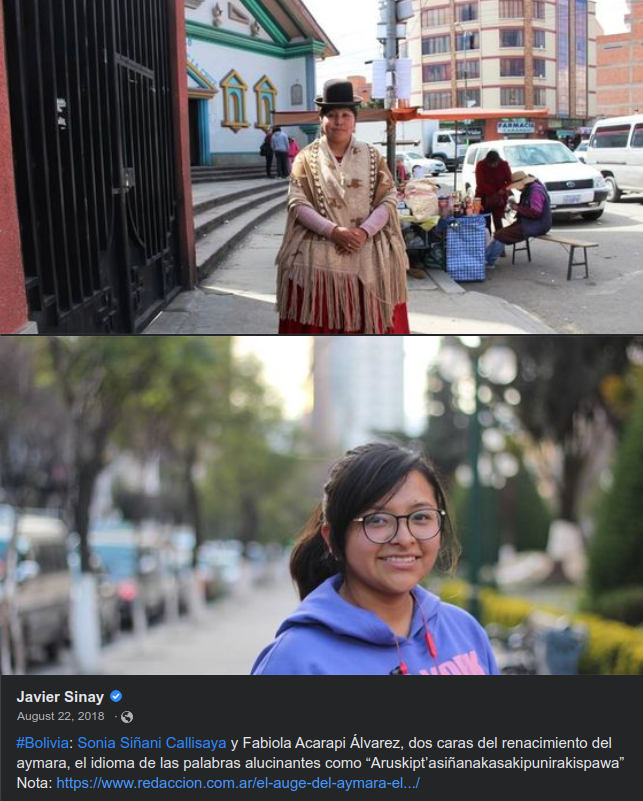 FARMACIA
Javier Sinay
August 22, 2018 ·
#Bolivia: Sonia Siñani Callisaya y Fabiola Acarapi Álvarez, dos caras del renacimiento del
aymara, el idioma de las palabras alucinantes como “Aruskipt’asiñanakasakipunirakispawa”
Nota: https://www.redaccion.com.ar/el-auge-del-aymara-el.../